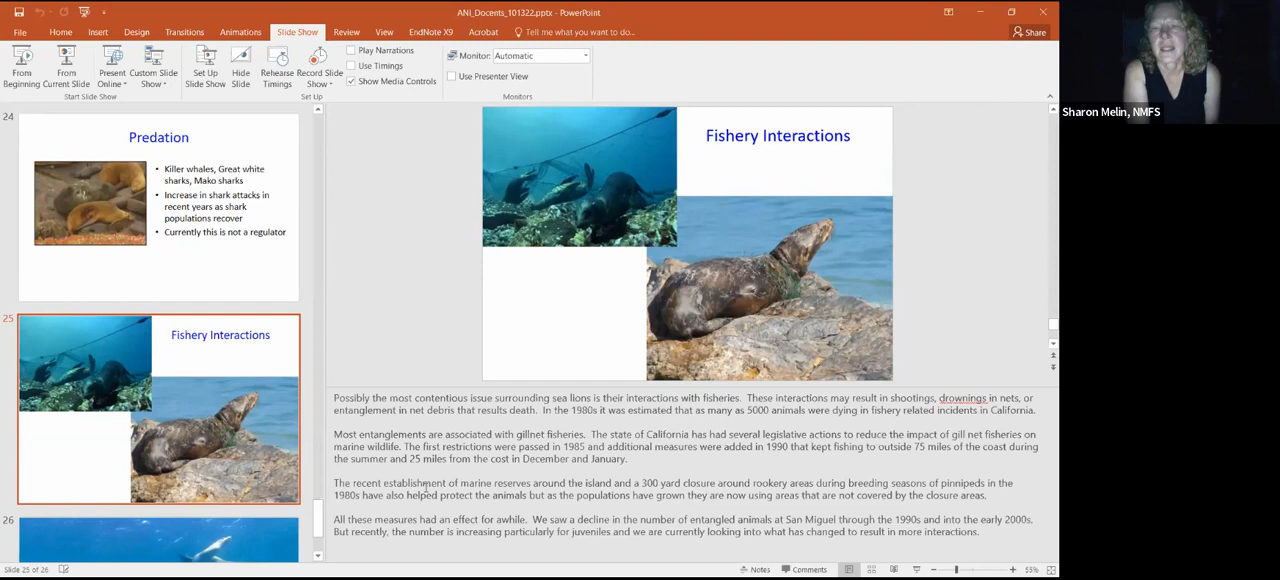 ANi_Docents_101322.pptx - PowerPoint
File Home Insert Design Transitions Animations Slide Show Review View EndNote X9 Acrobat Tell me what you want to do... Share
From Beginning
From Current Slide
Present Online
Custom Slide Show
Start Slide Show
Set Up Slide Show
Hide Slide
Rehearse Timings
Record Slide Show
Play Narrations
Use Timings
Show Media Controls
Set Up
Monitor: Automatic
Use Presenter View
Monitors
Sharon Melin, NMFS
24
Predation
• Killer whales, Great white
sharks, Mako sharks
• Increase in shark attacks in
recent years as shark
populations recover
• Currently this is not a regulator
25
Fishery Interactions
26
Fishery Interactions
Possibly the most contentious issue surrounding sea lions is their interactions with fisheries. These interactions may result in shootings, drownings in nets, or
entanglement in net debris that results death. In the 1980s it was estimated that as many as 5000 animals were dying in fishery related incidents in California.
Most entanglements are associated with gillnet fisheries. The state of California has had several legislative actions to reduce the impact of gill net fisheries on
marine wildlife. The first restrictions were passed in 1985 and additional measures were added in 1990 that kept fishing to outside 75 miles of the coast during
the summer and 25 miles from the cost in December and January.
The recent establishment of marine reserves around the island and a 300 yard closure around rookery areas during breeding seasons of pinnipeds in the
1980s have also helped protect the animals but as the populations have grown they are now using areas that are not covered by the closure areas.
All these measures had an effect for awhile. We saw a decline in the number of entangled animals at San Miguel through the 1990s and into the early 2000s.
But recently, the number is increasing particularly for juveniles and we are currently looking into what has changed to result in more interactions.
Slide 25 of 26
Notes Comments 55%